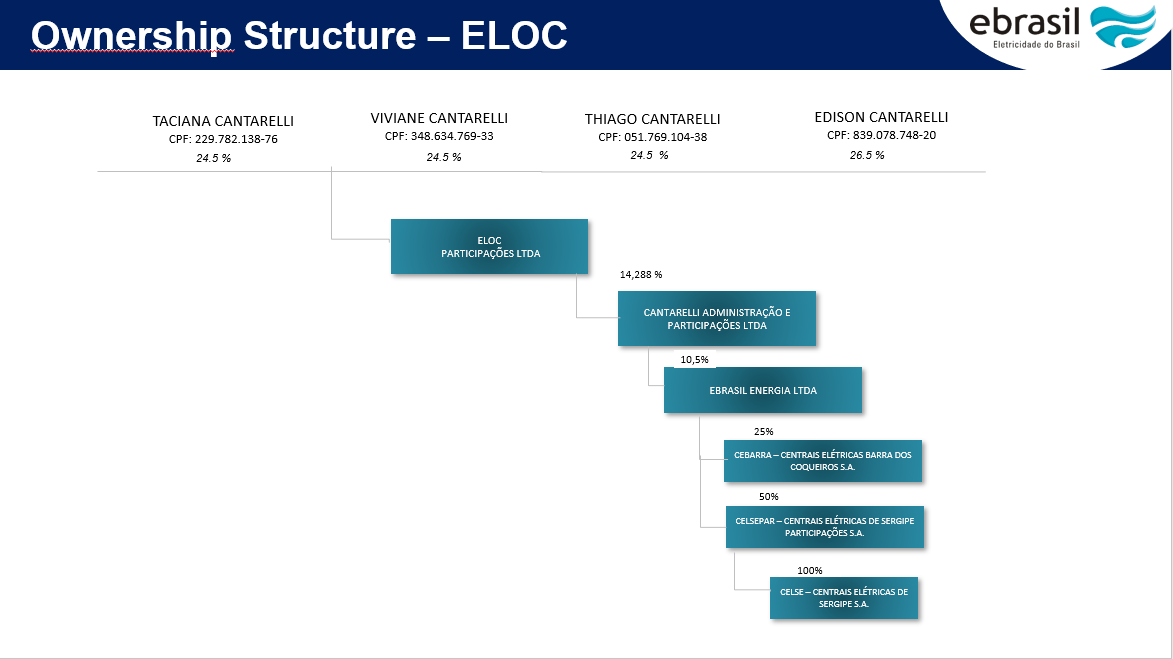 Ownership Structure – ELOC
ebrasil
Eletricidade do Brasil
TACIANA CANTARELLI
CPF: 229.782.138-76
24.5 %
VIVIANE CANTARELLI
CPF: 348.634.769-33
24.5 %
THIAGO CANTARELLI
CPF: 051.769.104-38
24.5 %
EDISON CANTARELLI
CPF: 839.078.748-20
26.5 %
ELOC
PARTICIPAÇÕES LTDA
14,288 %
CANTARELLI ADMINISTRAÇÃO E
PARTICIPAÇÕES LTDA
10,5%
EBRASIL ENERGIA LTDA
25%
CEBARRA – CENTRAIS ELÉTRICAS BARRA DOS
COQUEIROS S.A.
50%
CELSEPAR – CENTRAIS ELÉTRICAS DE SERGIPE
PARTICIPAÇÕES S.A.
100%
CELSE – CENTRAIS ELÉTRICAS DE
SERGIPE S.A.